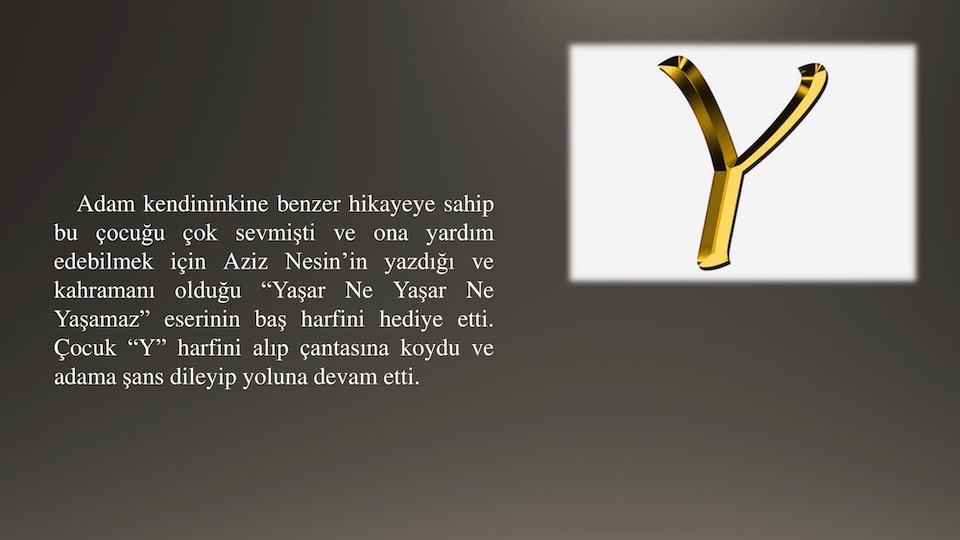 Adam kendininkine benzer hikayeye sahip
bu çocuğu çok sevmişti ve ona yardım
edebilmek için Aziz Nesin’in yazdığı ve
kahramanı olduğu “Yaşar Ne Yaşar Ne
Yaşamaz” eserinin baş harfini hediye etti.
Çocuk “Y” harfini alıp çantasına koydu ve
adama şans dileyip yoluna devam etti.
Y